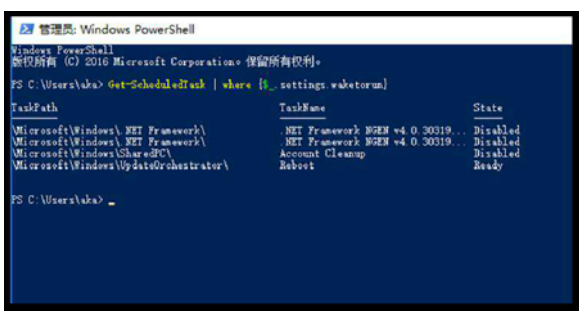 管理员: Windows PowerShell
Windows PowerShell
版权所有 (C) 2016 Microsoft Corporation。保留所有权利。
PS C:\Users\aka> Get-ScheduledTask | where {$_.settings.waketorun}
TaskPath TaskName State
\Microsoft\Windows\.NET Framework\ .NET Framework NGEN v4.0.30319... Disabled
\Microsoft\Windows\.NET Framework\ .NET Framework NGEN v4.0.30319... Disabled
\Microsoft\Windows\SharedPC\ Account Cleanup Disabled
\Microsoft\Windows\UpdateOrchestrator\ Reboot Ready
PS C:\Users\aka> _